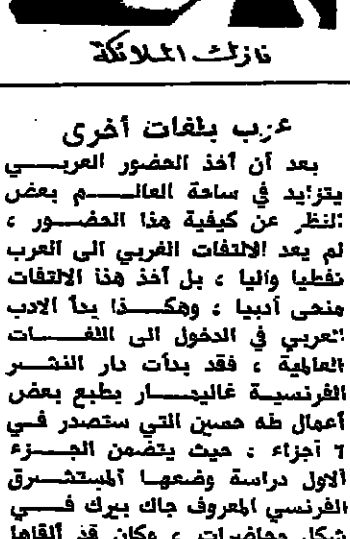 نازك الملائكة
عرب بلغات أخرى
بعد أن أخذ الحضور العربي
يتزايد في ساحة العالم بعض
النظر عن كيفية هذا الحضور ،
لم يعد الالتفات الغربي الى العرب
نفطيا وآليا ، بل أخذ هذا الالتفات
منحى أدبيا ، وهكذا بدأ الادب
العربي في الدخول الى اللغات
العالمية ، فقد بدأت دار النشر
الفرنسية غاليمار بطبع بعض
أعمال طه حسين التي ستصدر في
٦ أجزاء ، حيث يتضمن الجزء
الاول دراسة وضعها المستشرق
الفرنسي المعروف جاك بيرك في
شكل محاضرات ، وكان قد ألقاها